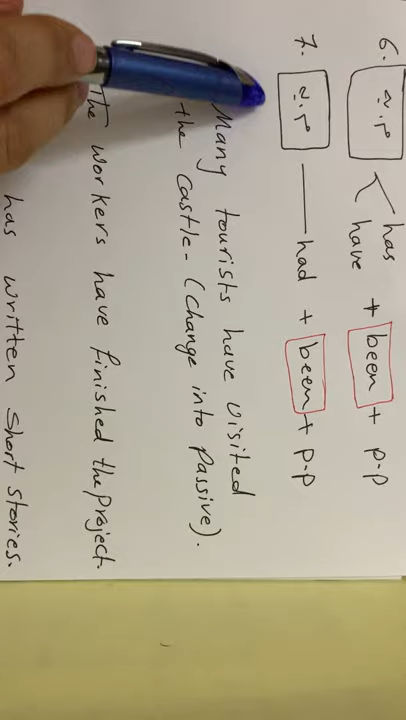 6. has
have + been + p.p
7. had + been + p.p
Many tourists have visited
the castle- (change into passive).
The workers have finished the project.
has written short stories.